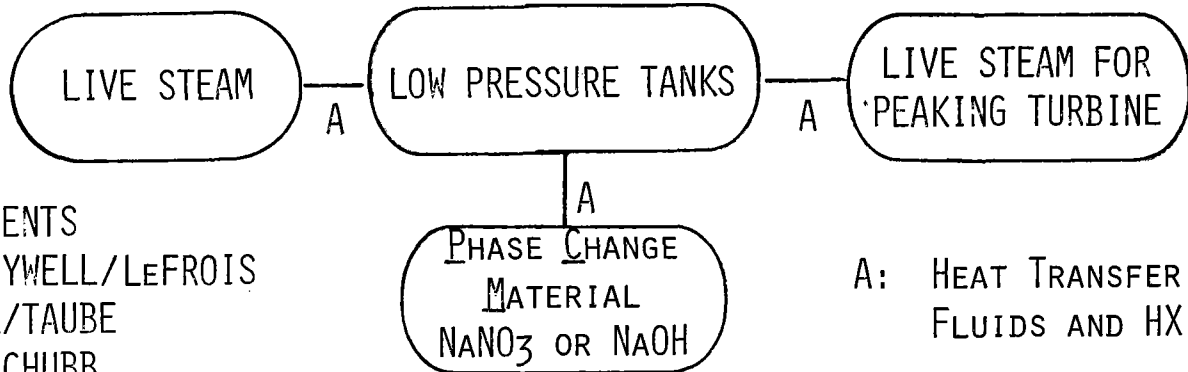 LIVE STEAM
A
LOW PRESSURE TANKS
A
LIVE STEAM FOR
PEAKING TURBINE
A
PHASE CHANGE
MATERIAL
NANO3 OR NAOH
ENTS
YWELL/LEFROIS
/TAUBE
A: HEAT TRANSFER
FLUIDS AND HX